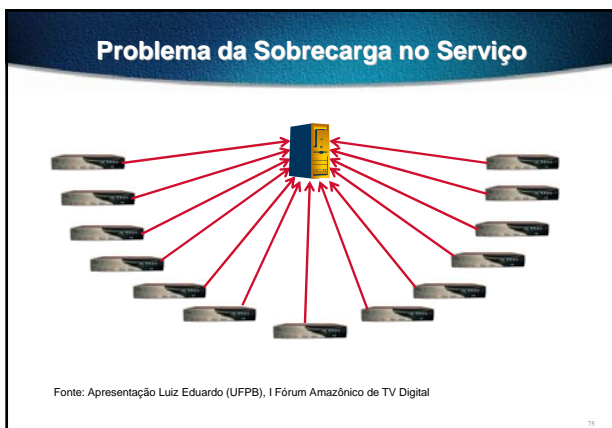 Problema da Sobrecarga no Serviço
Fonte: Apresentação Luiz Eduardo (UFPB), I Fórum Amazônico de TV Digital
75